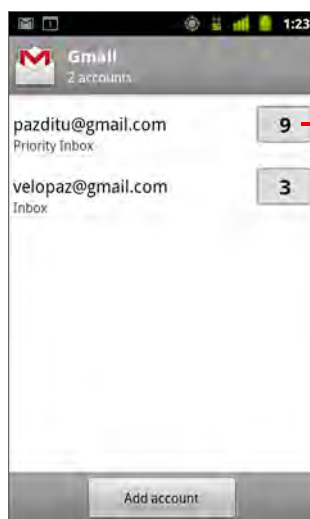 1:23
Gmail
2 accounts
pazditu@gmail.com
9
Priority Inbox
velopaz@gmail.com
3
Inbox
Add account